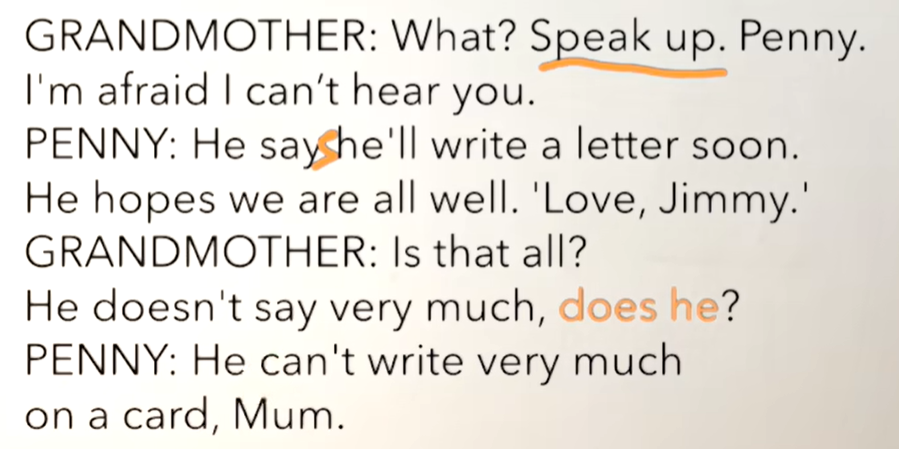 GRANDMOTHER: What? Speak up. Penny.
I'm afraid I can't hear you.
PENNY: He says he'll write a letter soon.
He hopes we are all well. 'Love, Jimmy.'
GRANDMOTHER: Is that all?
He doesn't say very much, does he?
PENNY: He can't write very much
on a card, Mum.